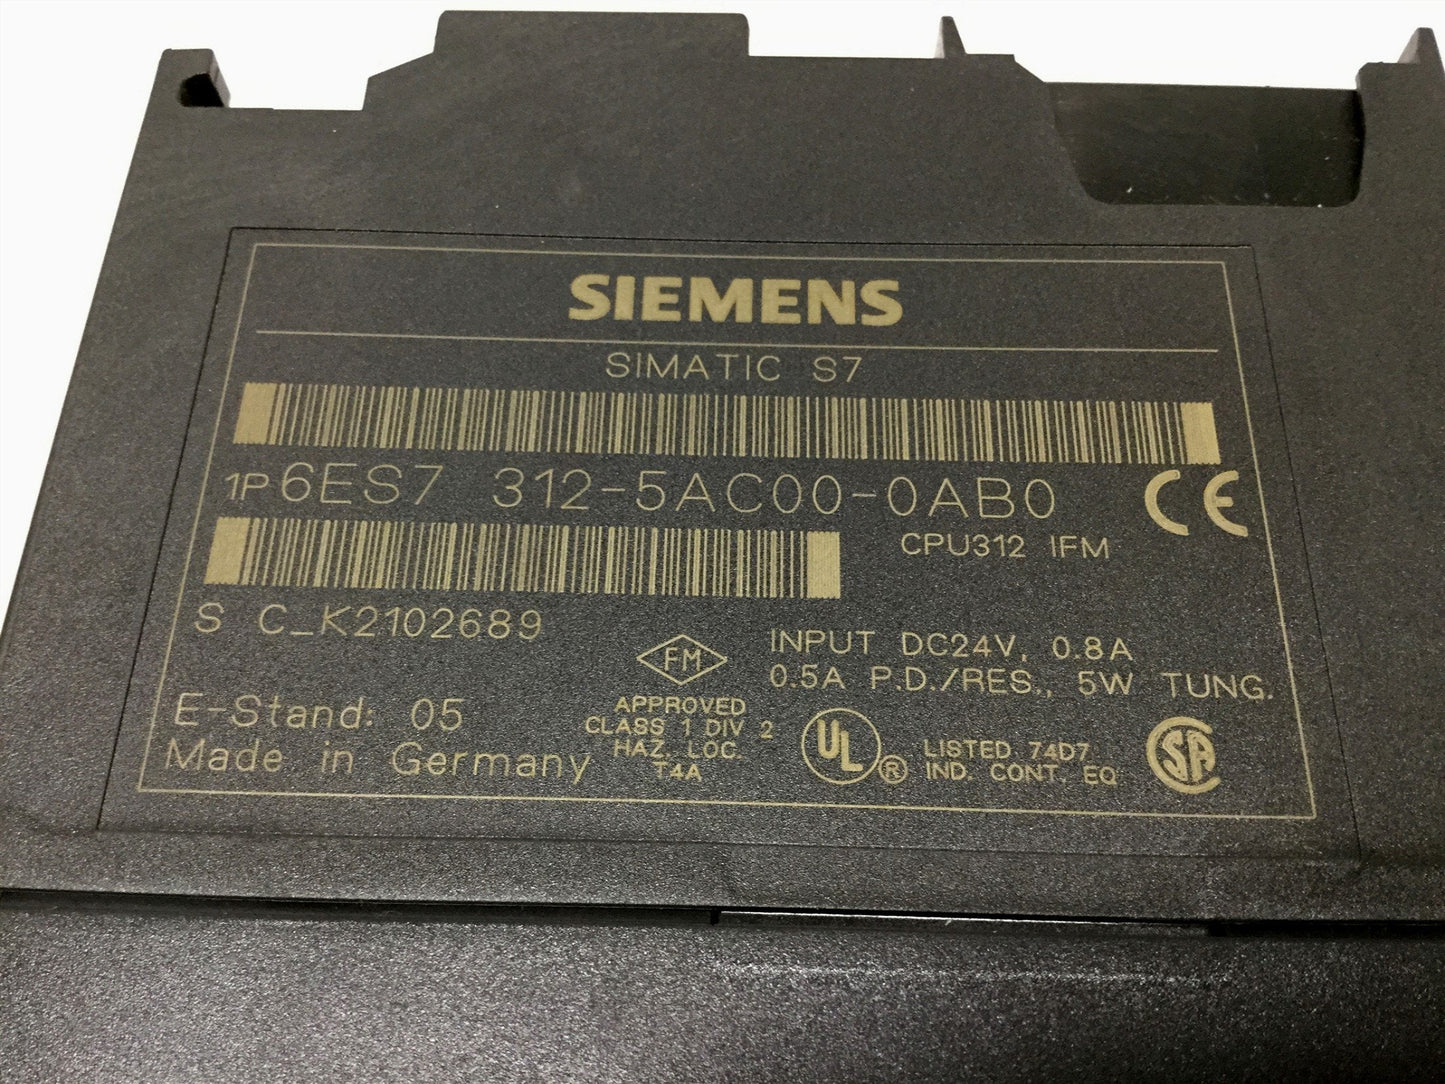 SIEMENS
SIMATIC S7
1P 6ES7 312-5AC00-0AB0
CE
CPU312 IFM
S C_K2102689
INPUT DC24V, 0.8A
0.5A P.D./RES., 5W TUNG.
FM
APPROVED
CLASS 1 DIV 2
HAZ. LOC.
T4A
E-Stand: 05
Made in Germany
UL ®
LISTED 74D7
IND. CONT. EQ
SA